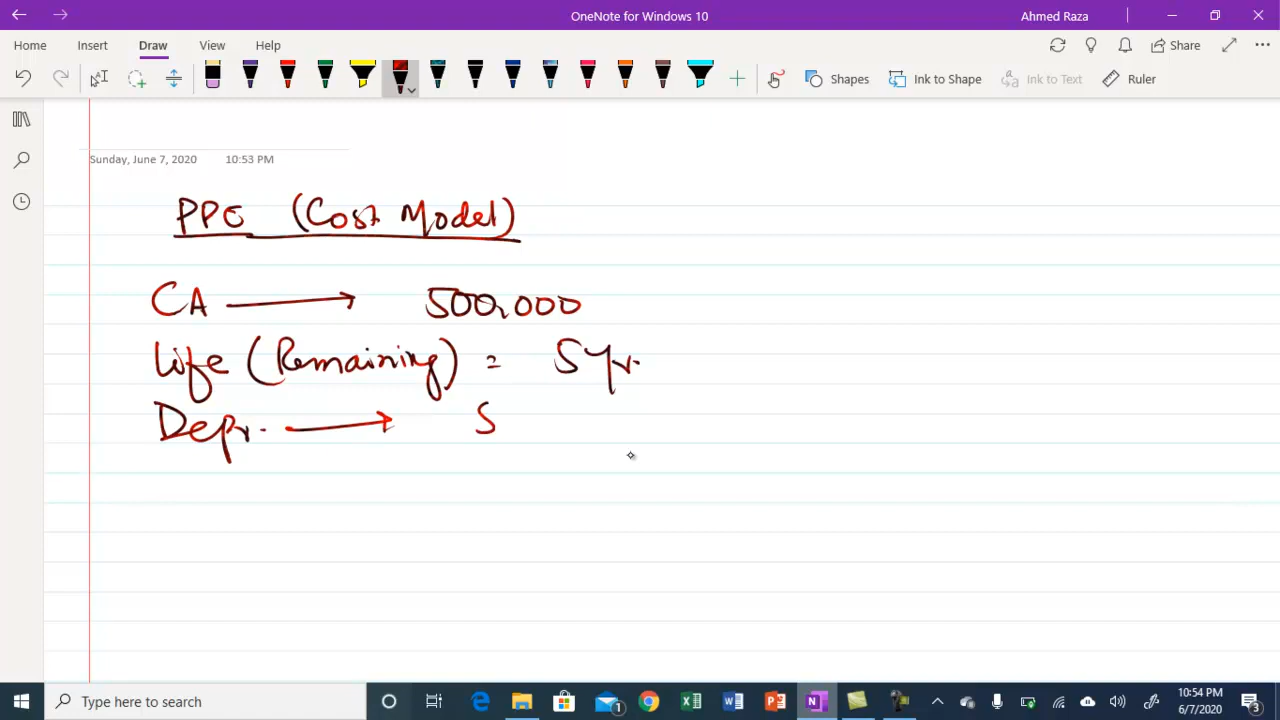 OneNote for Windows 10
Ahmed Raza
Home Insert Draw View Help
Share
Shapes Ink to Shape Ink to Text Ruler
Sunday, June 7, 2020 10:53 PM
PPE (Cost Model)
CA → 500,000
Life (Remaining) = 5 Yr.
Depr. → S
Type here to search
1
10:54 PM
6/7/2020
3